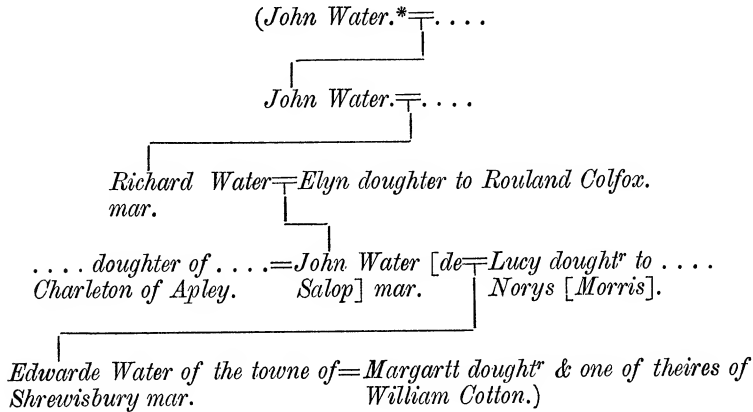 (John Water.*=. . . .
John Water.=. . . .
Richard Water=Elyn doughter to Rouland Colfox.
mar.
. . . . doughter of . . . .=John Water [de=Lucy doughtʳ to . . . .
Charleton of Apley. Salop] mar. Norys [Morris].
Edwarde Water of the towne of=Margartt doughtʳ & one of theires of
Shrewisbury mar. William Cotton.)